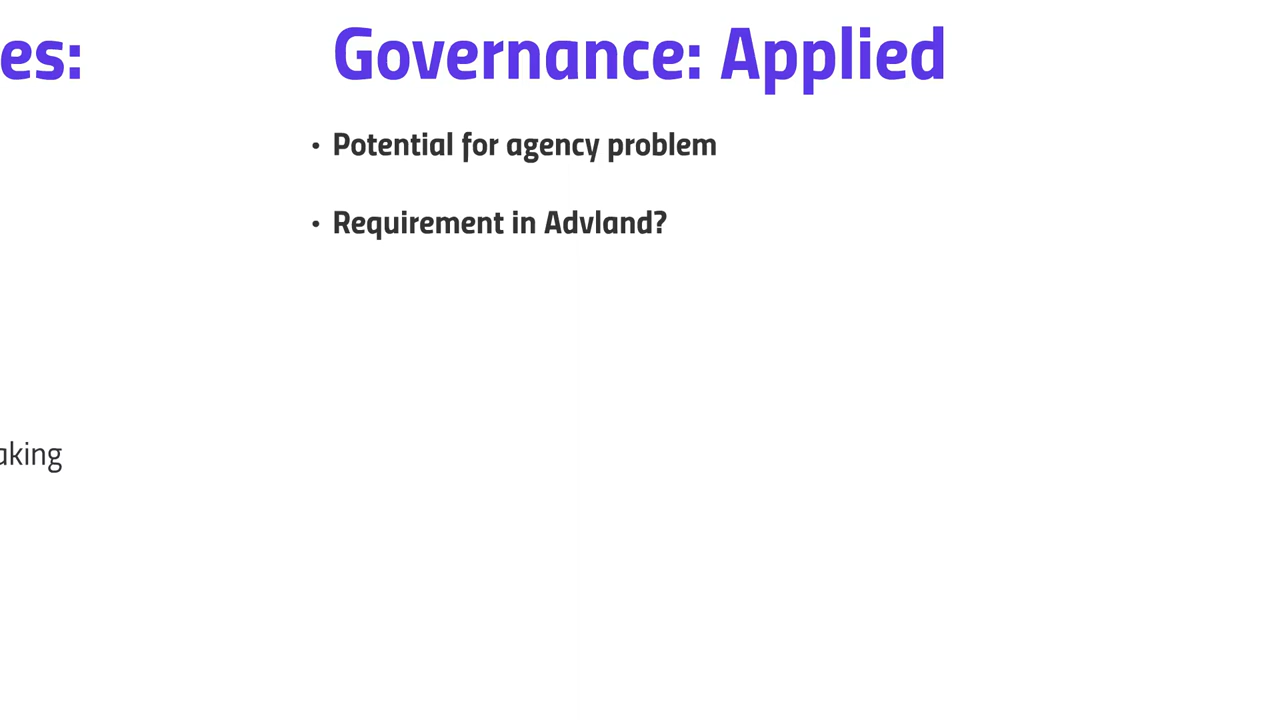 es:
Governance: Applied
• Potential for agency problem
• Requirement in Advland?
aking